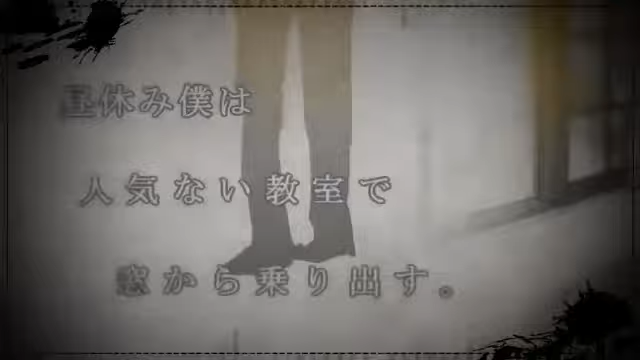 昼休み僕は
人気ない教室で
窓から乗り出す。